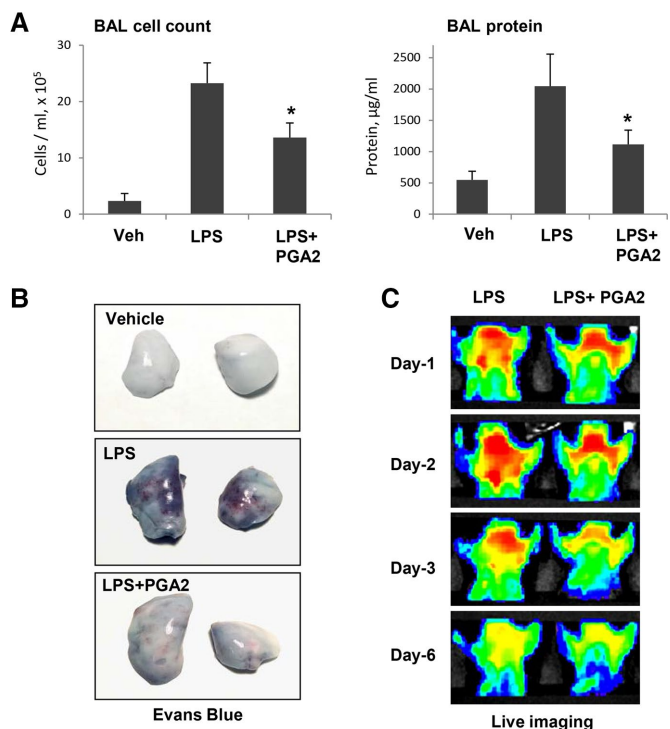 A
BAL cell count
Cells / ml, x 10⁵
30
20
10
0
*
Veh
LPS
LPS+
PGA2
BAL protein
Protein, µg/ml
2500
2000
1500
1000
500
0
*
Veh
LPS
LPS+
PGA2
B
Vehicle
LPS
LPS+PGA2
Evans Blue
C
LPS
LPS+ PGA2
Day-1
Day-2
Day-3
Day-6
Live imaging